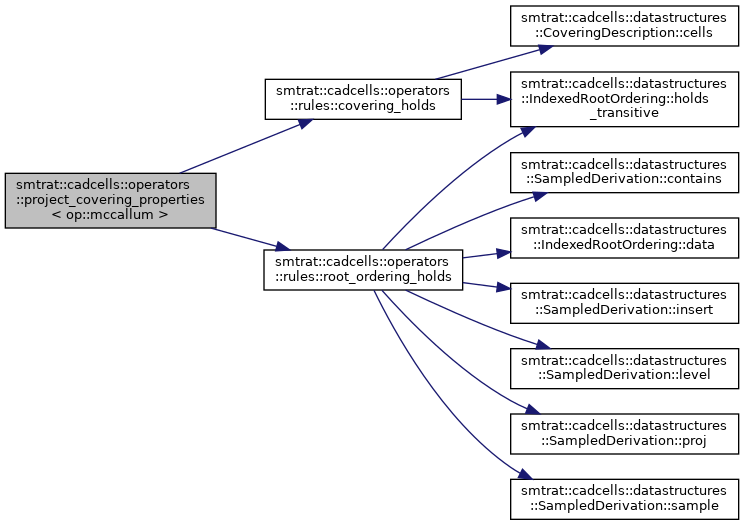 smtrat::cadcells::operators
::project_covering_properties
< op::mccallum >
smtrat::cadcells::operators
::rules::covering_holds
smtrat::cadcells::operators
::rules::root_ordering_holds
smtrat::cadcells::datastructures
::CoveringDescription::cells
smtrat::cadcells::datastructures
::IndexedRootOrdering::holds
_transitive
smtrat::cadcells::datastructures
::SampledDerivation::contains
smtrat::cadcells::datastructures
::IndexedRootOrdering::data
smtrat::cadcells::datastructures
::SampledDerivation::insert
smtrat::cadcells::datastructures
::SampledDerivation::level
smtrat::cadcells::datastructures
::SampledDerivation::proj
smtrat::cadcells::datastructures
::SampledDerivation::sample